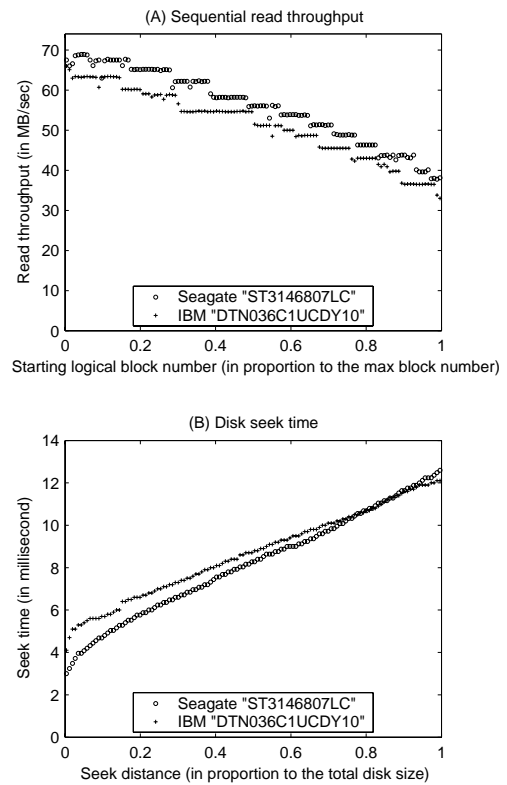 (A) Sequential read throughput
70
60
50
40
30
20
10
0
Read throughput (in MB/sec)
Seagate "ST3146807LC"
IBM "DTN036C1UCDY10"
0 0.2 0.4 0.6 0.8 1
Starting logical block number (in proportion to the max block number)
(B) Disk seek time
14
12
10
8
6
4
2
0
Seek time (in millisecond)
Seagate "ST3146807LC"
IBM "DTN036C1UCDY10"
0 0.2 0.4 0.6 0.8 1
Seek distance (in proportion to the total disk size)